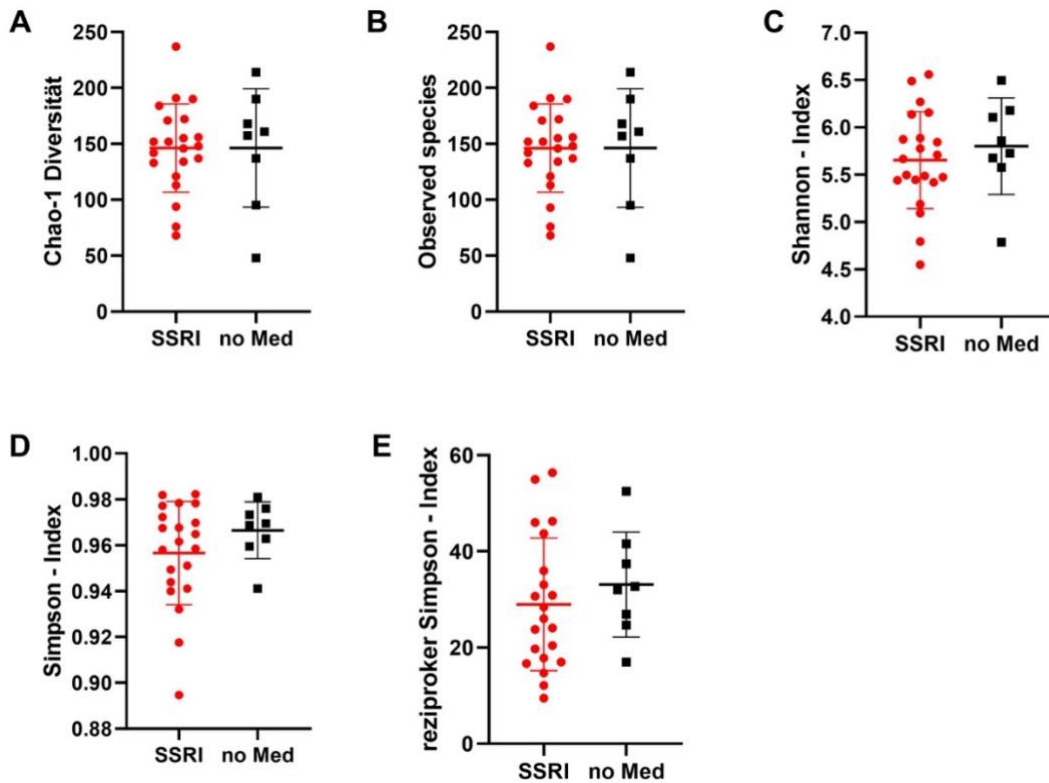 A
Chao-1 Diversität
250
200
150
100
50
0
SSRI no Med
B
Observed species
250
200
150
100
50
0
SSRI no Med
C
Shannon - Index
7.0
6.5
6.0
5.5
5.0
4.5
4.0
SSRI no Med
D
Simpson - Index
1.00
0.98
0.96
0.94
0.92
0.90
0.88
SSRI no Med
E
reziproker Simpson - Index
60
40
20
0
SSRI no Med